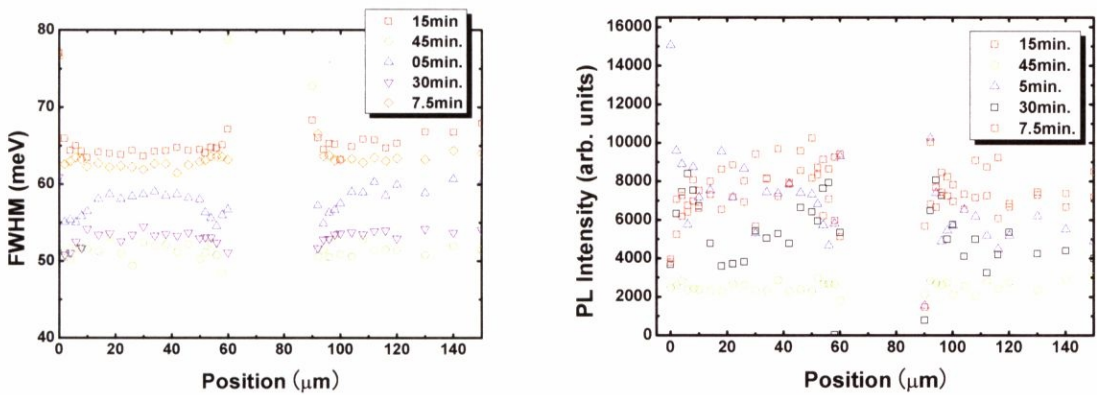 80
70
60
50
40
FWHM (meV)
0 20 40 60 80 100 120 140
Position (μm)
15min
45min.
05min
30min.
7.5min
16000
14000
12000
10000
8000
6000
4000
2000
0
PL Intensity (arb. units)
0 20 40 60 80 100 120 140
Position (μm)
15min.
45min.
5min.
30min.
7.5min.